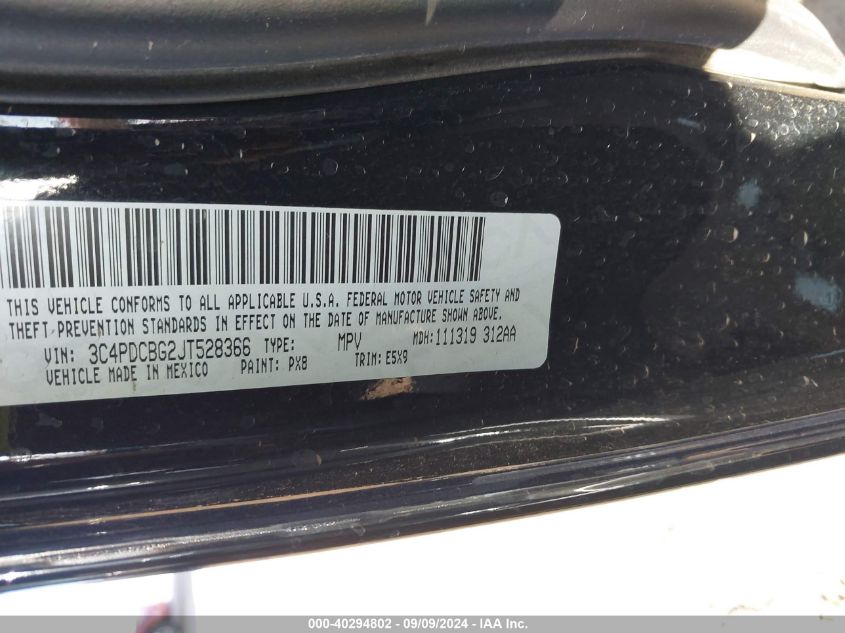 THIS VEHICLE CONFORMS TO ALL APPLICABLE U.S.A. FEDERAL MOTOR VEHICLE SAFETY AND
THEFT PREVENTION STANDARDS IN EFFECT ON THE DATE OF MANUFACTURE SHOWN ABOVE.
VIN: 3C4PDCBG2JT528366 TYPE: MPV MDH: 111319 312AA
VEHICLE MADE IN MEXICO PAINT: PX8 TRIM: E5X9
000-40294802 - 09/09/2024 - IAA Inc.